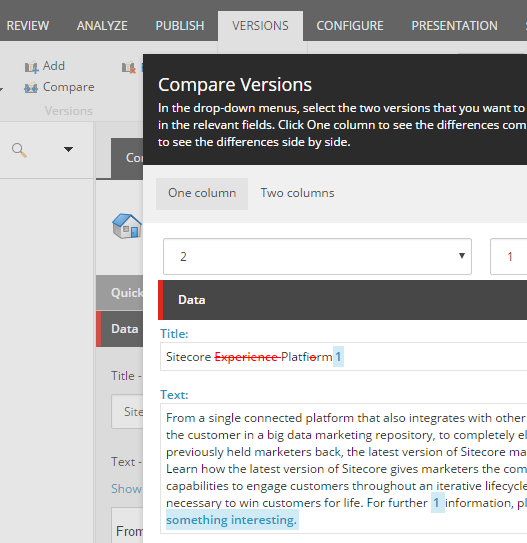 REVIEW ANALYZE PUBLISH VERSIONS CONFIGURE PRESENTATION
Add
Compare
Versions
Compare Versions
In the drop-down menus, select the two versions that you want to
in the relevant fields. Click One column to see the differences com
to see the differences side by side.
Co
One column Two columns
2 1
Quick
Data
Data
Title:
Sitecore Experience Platfiorm 1
Title -
Site
Text:
From a single connected platform that also integrates with other
the customer in a big data marketing repository, to completely el
previously held marketers back, the latest version of Sitecore ma
Learn how the latest version of Sitecore gives marketers the com
capabilities to engage customers throughout an iterative lifecycle
necessary to win customers for life. For further 1 information, pl
something interesting.
Text -
Show
From